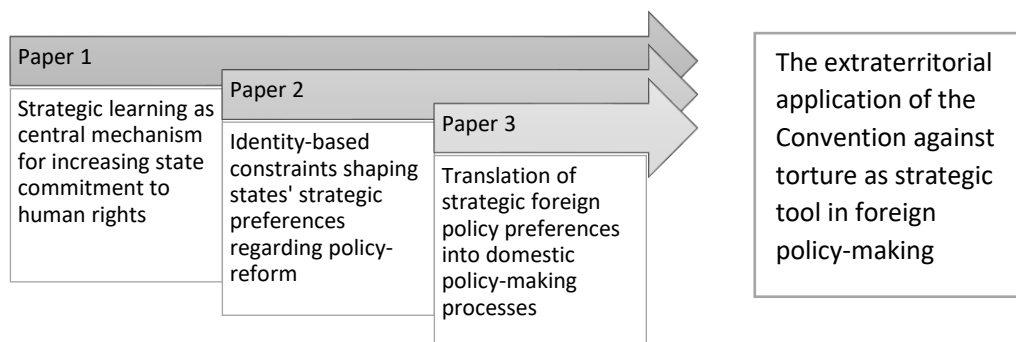 Paper 1
Strategic learning as
central mechanism
for increasing state
commitment to
human rights
Paper 2
Identity-based
constraints shaping
states' strategic
preferences
regarding policy-
reform
Paper 3
Translation of
strategic foreign
policy preferences
into domestic
policy-making
processes
The extraterritorial
application of the
Convention against
torture as strategic
tool in foreign
policy-making